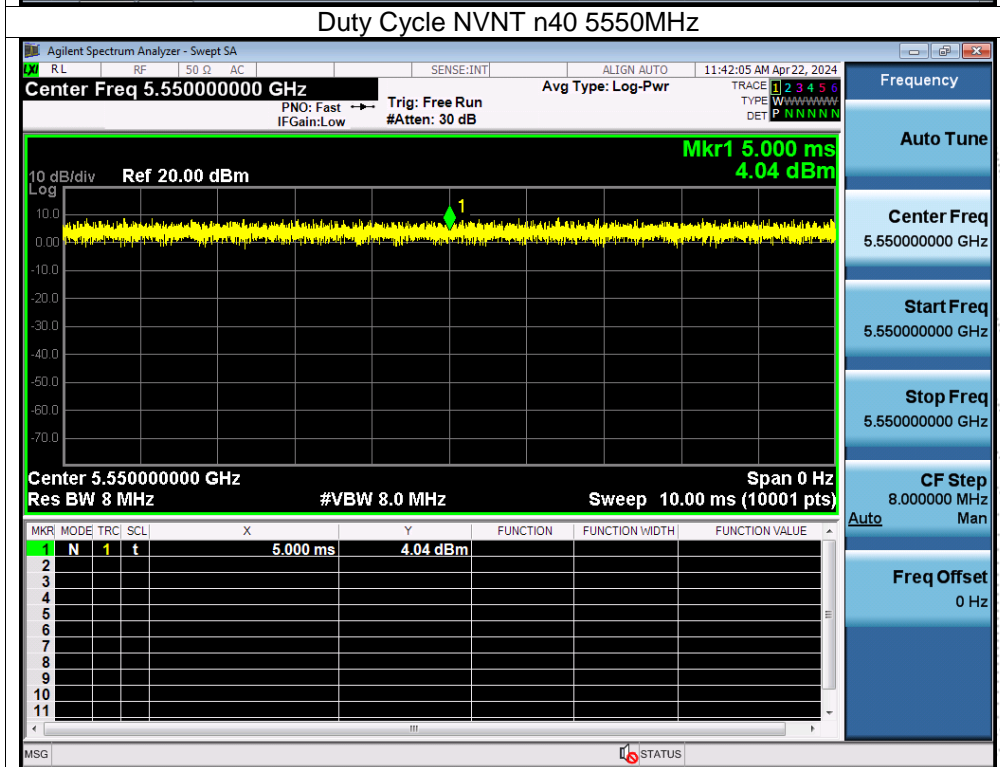 Duty Cycle NVNT n40 5550MHz
Agilent Spectrum Analyzer - Swept SA
LXI RL RF 50 Ω AC SENSE:INT ALIGN AUTO 11:42:05 AM Apr 22, 2024
Center Freq 5.550000000 GHz
PNO: Fast
IFGain:Low
Trig: Free Run
#Atten: 30 dB
Avg Type: Log-Pwr
TRACE 1 2 3 4 5 6
TYPE WWWWWW
DET P N N N N N
Mkr1 5.000 ms
4.04 dBm
10 dB/div Ref 20.00 dBm
Log
1
10.0
0.00
-10.0
-20.0
-30.0
-40.0
-50.0
-60.0
-70.0
Center 5.550000000 GHz Span 0 Hz
Res BW 8 MHz #VBW 8.0 MHz Sweep 10.00 ms (10001 pts)
MKR MODE TRC SCL X Y FUNCTION FUNCTION WIDTH FUNCTION VALUE
1 N 1 t 5.000 ms 4.04 dBm
2
3
4
5
6
7
8
9
10
11
MSG STATUS
Frequency
Auto Tune
Center Freq
5.550000000 GHz
Start Freq
5.550000000 GHz
Stop Freq
5.550000000 GHz
CF Step
8.000000 MHz
Auto Man
Freq Offset
0 Hz